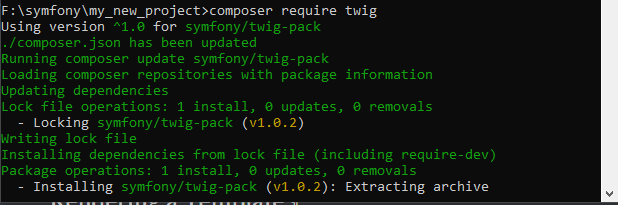 F:\symfony\my_new_project>composer require twig
Using version ^1.0 for symfony/twig-pack
./composer.json has been updated
Running composer update symfony/twig-pack
Loading composer repositories with package information
Updating dependencies
Lock file operations: 1 install, 0 updates, 0 removals
  - Locking symfony/twig-pack (v1.0.2)
Writing lock file
Installing dependencies from lock file (including require-dev)
Package operations: 1 install, 0 updates, 0 removals
  - Installing symfony/twig-pack (v1.0.2): Extracting archive